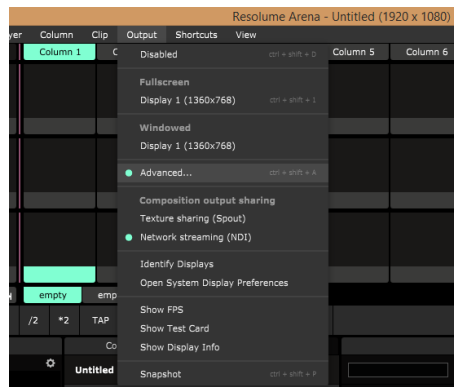 Resolume Arena - Untitled (1920 x 1080)
yer Column Clip Output Shortcuts View
Column 1 C Column 5 Column 6
Disabled ctrl + shift + D
Fullscreen
Display 1 (1360x768) ctrl + shift + 1
Windowed
Display 1 (1360x768)
Advanced... ctrl + shift + A
Composition output sharing
Texture sharing (Spout)
Network streaming (NDI)
Identify Displays
Open System Display Preferences
empty emp
Show FPS
/2 *2 TAP
Show Test Card
Co
Show Display Info
Untitled
Snapshot ctrl + shift + P